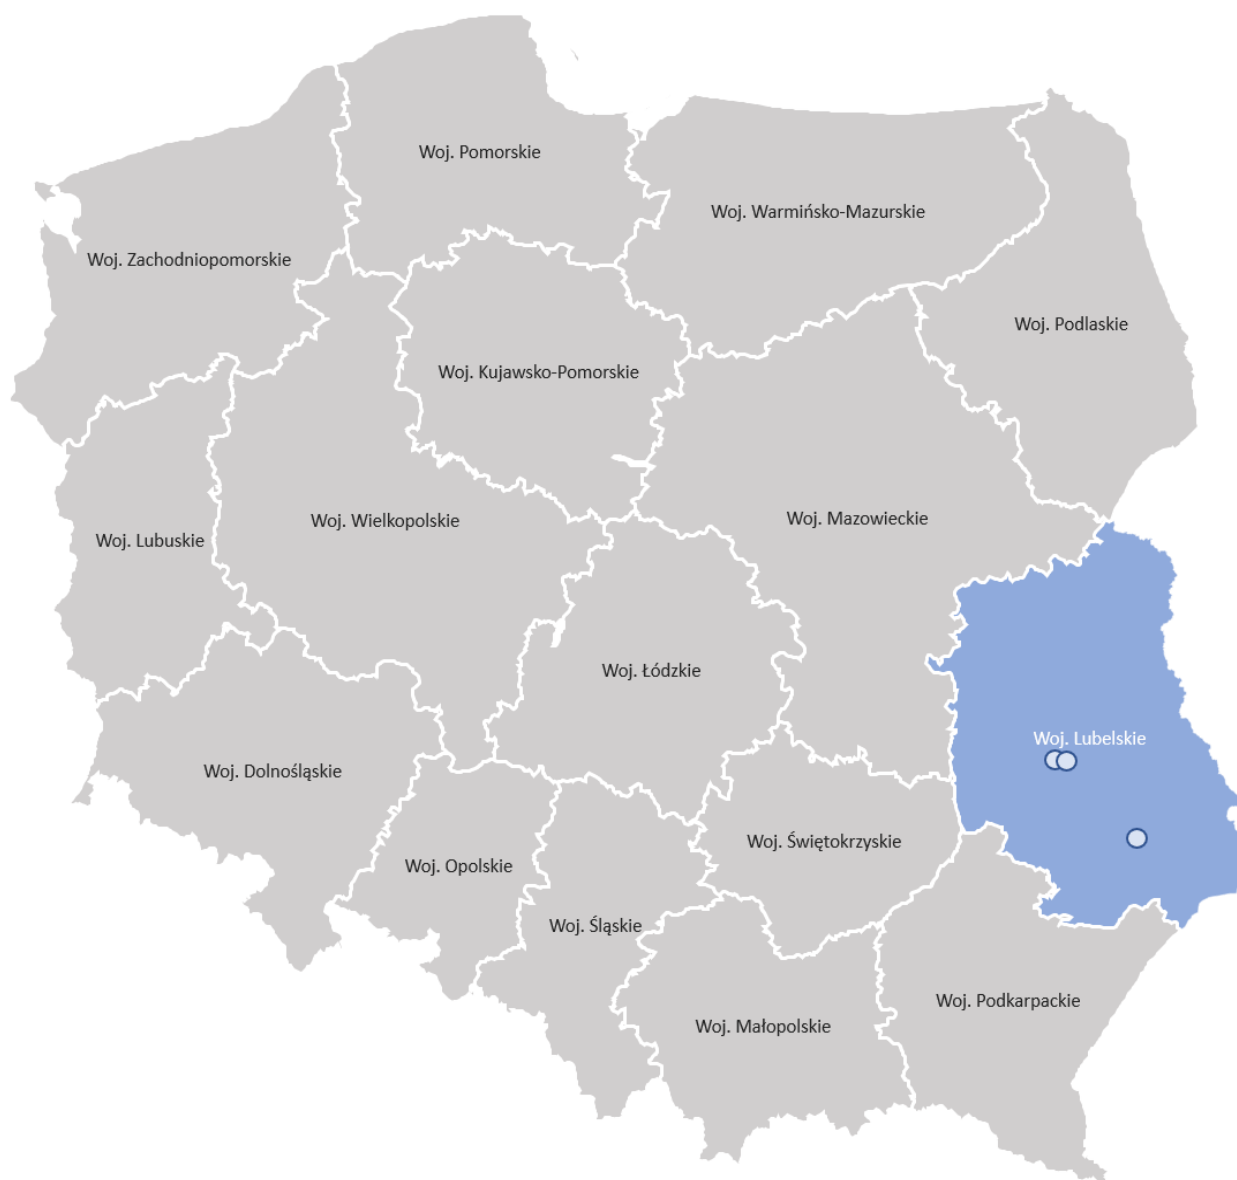 Woj. Pomorskie
Woj. Warmińsko-Mazurskie
Woj. Zachodniopomorskie
Woj. Podlaskie
Woj. Kujawsko-Pomorskie
Woj. Wielkopolskie
Woj. Mazowieckie
Woj. Lubuskie
Woj. Łódzkie
Woj. Lubelskie
Woj. Dolnośląskie
Woj. Świętokrzyskie
Woj. Opolskie
Woj. Śląskie
Woj. Podkarpackie
Woj. Małopolskie